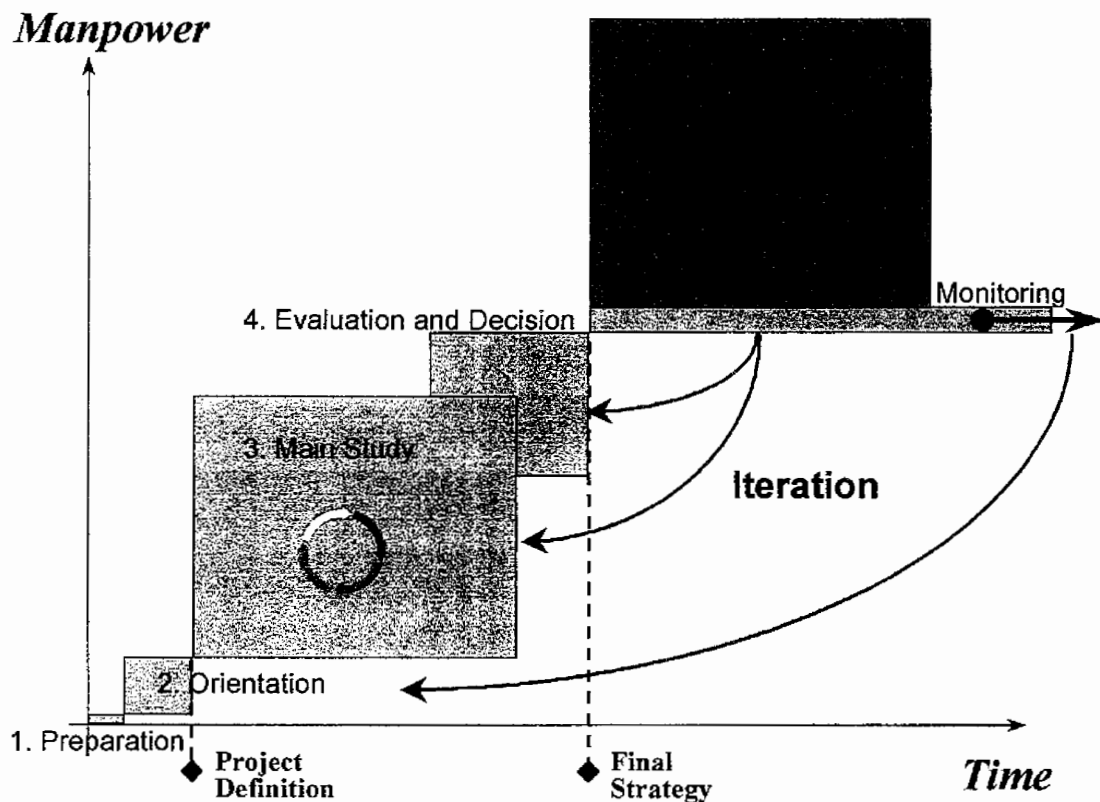 Manpower
Monitoring
4. Evaluation and Decision
3. Main Study
Iteration
2. Orientation
1. Preparation
Project
Definition
Final
Strategy
Time